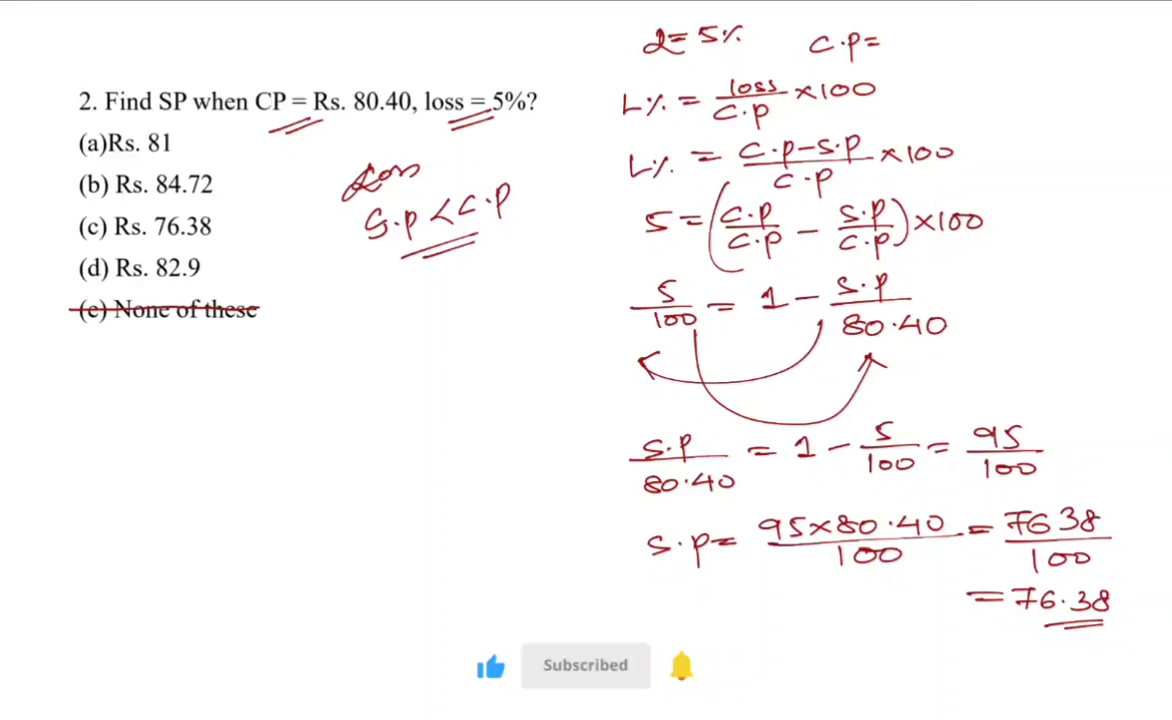 2. Find SP when CP = Rs. 80.40, loss = 5%?
(a)Rs. 81
(b) Rs. 84.72
(c) Rs. 76.38
(d) Rs. 82.9
(e) None of these
Loss
S.P < C.P
L = 5% C.P =
L% = loss / C.P × 100
L% = C.P - S.P / C.P × 100
5 = (C.P / C.P - S.P / C.P) × 100
5 / 100 = 1 - S.P / 80.40
S.P / 80.40 = 1 - 5 / 100 = 95 / 100
S.P = 95 × 80.40 / 100 = 7638 / 100
= 76.38
Subscribed